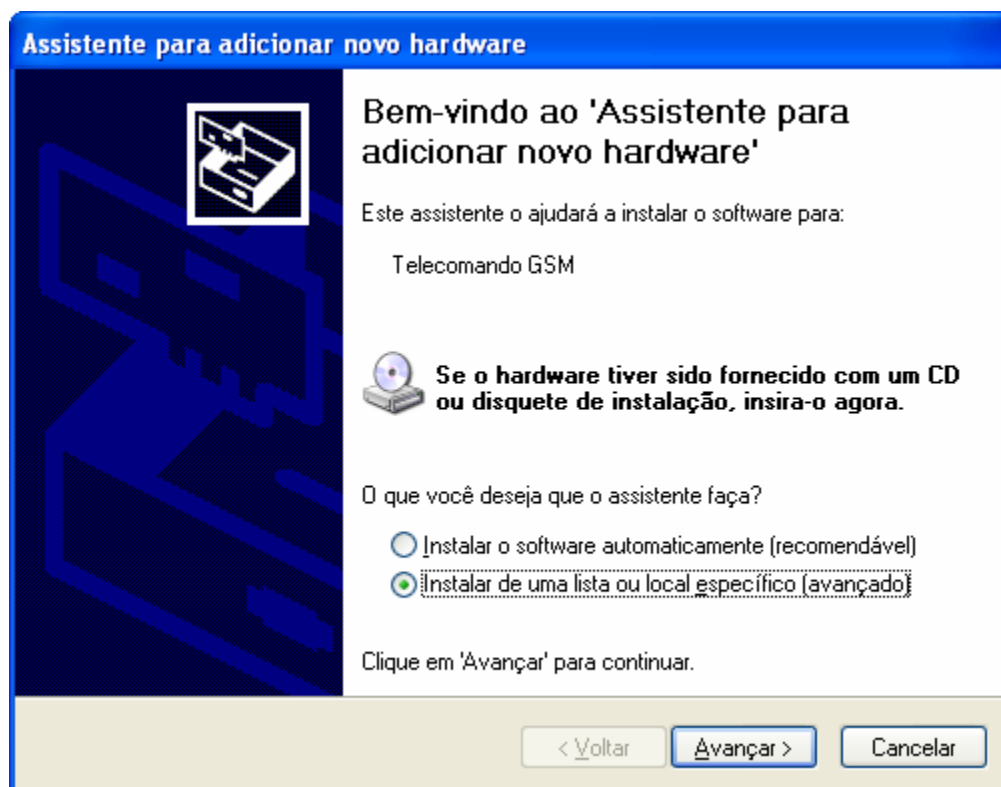 Assistente para adicionar novo hardware
Bem-vindo ao 'Assistente para
adicionar novo hardware'
Este assistente o ajudará a instalar o software para:
Telecomando GSM
Se o hardware tiver sido fornecido com um CD
ou disquete de instalação, insira-o agora.
O que você deseja que o assistente faça?
Instalar o software automaticamente (recomendável)
Instalar de uma lista ou local específico (avançado)
Clique em 'Avançar' para continuar.
< Voltar Avançar > Cancelar